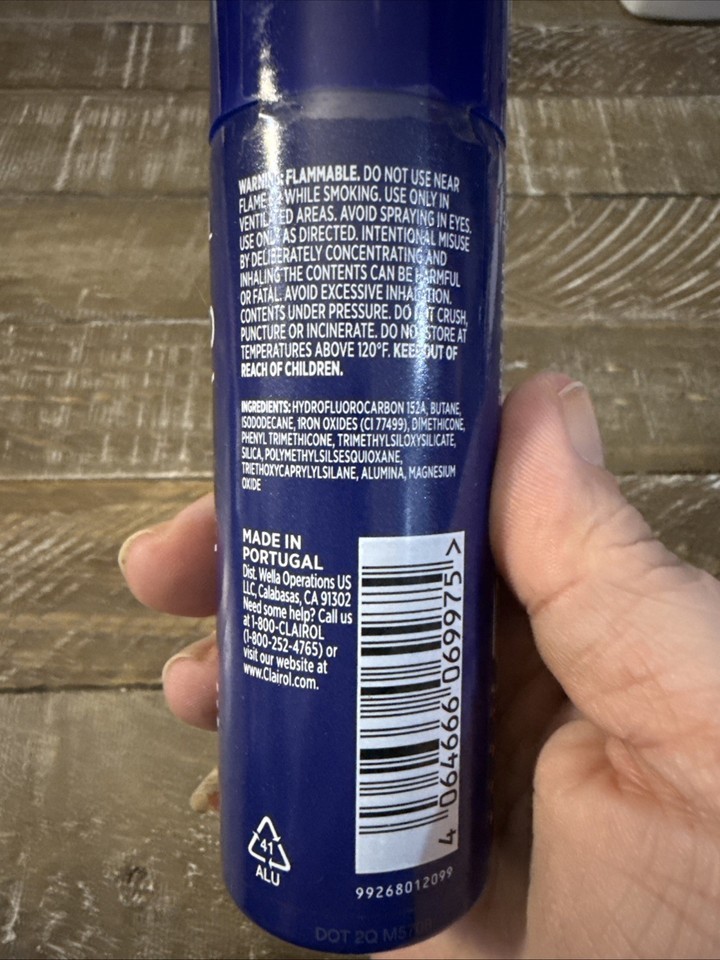 WARNING: FLAMMABLE. DO NOT USE NEAR
FLAME OR WHILE SMOKING. USE ONLY IN
VENTILATED AREAS. AVOID SPRAYING IN EYES.
USE ONLY AS DIRECTED. INTENTIONAL MISUSE
BY DELIBERATELY CONCENTRATING AND
INHALING THE CONTENTS CAN BE HARMFUL
OR FATAL. AVOID EXCESSIVE INHALATION.
CONTENTS UNDER PRESSURE. DO NOT CRUSH,
PUNCTURE OR INCINERATE. DO NOT STORE AT
TEMPERATURES ABOVE 120°F. KEEP OUT OF
REACH OF CHILDREN.
INGREDIENTS: HYDROFLUOROCARBON 152A, BUTANE,
ISODODECANE, IRON OXIDES (CI 77499), DIMETHICONE,
PHENYL TRIMETHICONE, TRIMETHYLSILOXYSILICATE,
SILICA, POLYMETHYLSILSESQUIOXANE,
TRIETHOXYCAPRYLYLSILANE, ALUMINA, MAGNESIUM
OXIDE
MADE IN
PORTUGAL
Dist. Wella Operations US
LLC, Calabasas, CA 91302
Need some help? Call us
at 1-800-CLAIROL
(1-800-252-4765) or
visit our website at
www.Clairol.com.
4 064666 069975 >
41
ALU
99268012099
DOT 2Q